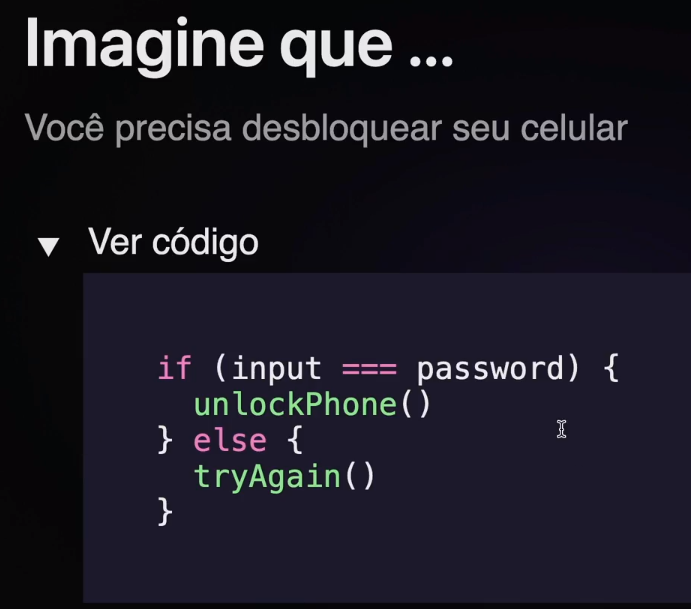 Imagine que ...
Você precisa desbloquear seu celular
▼ Ver código
if (input === password) {
  unlockPhone()
} else {
  tryAgain()
}